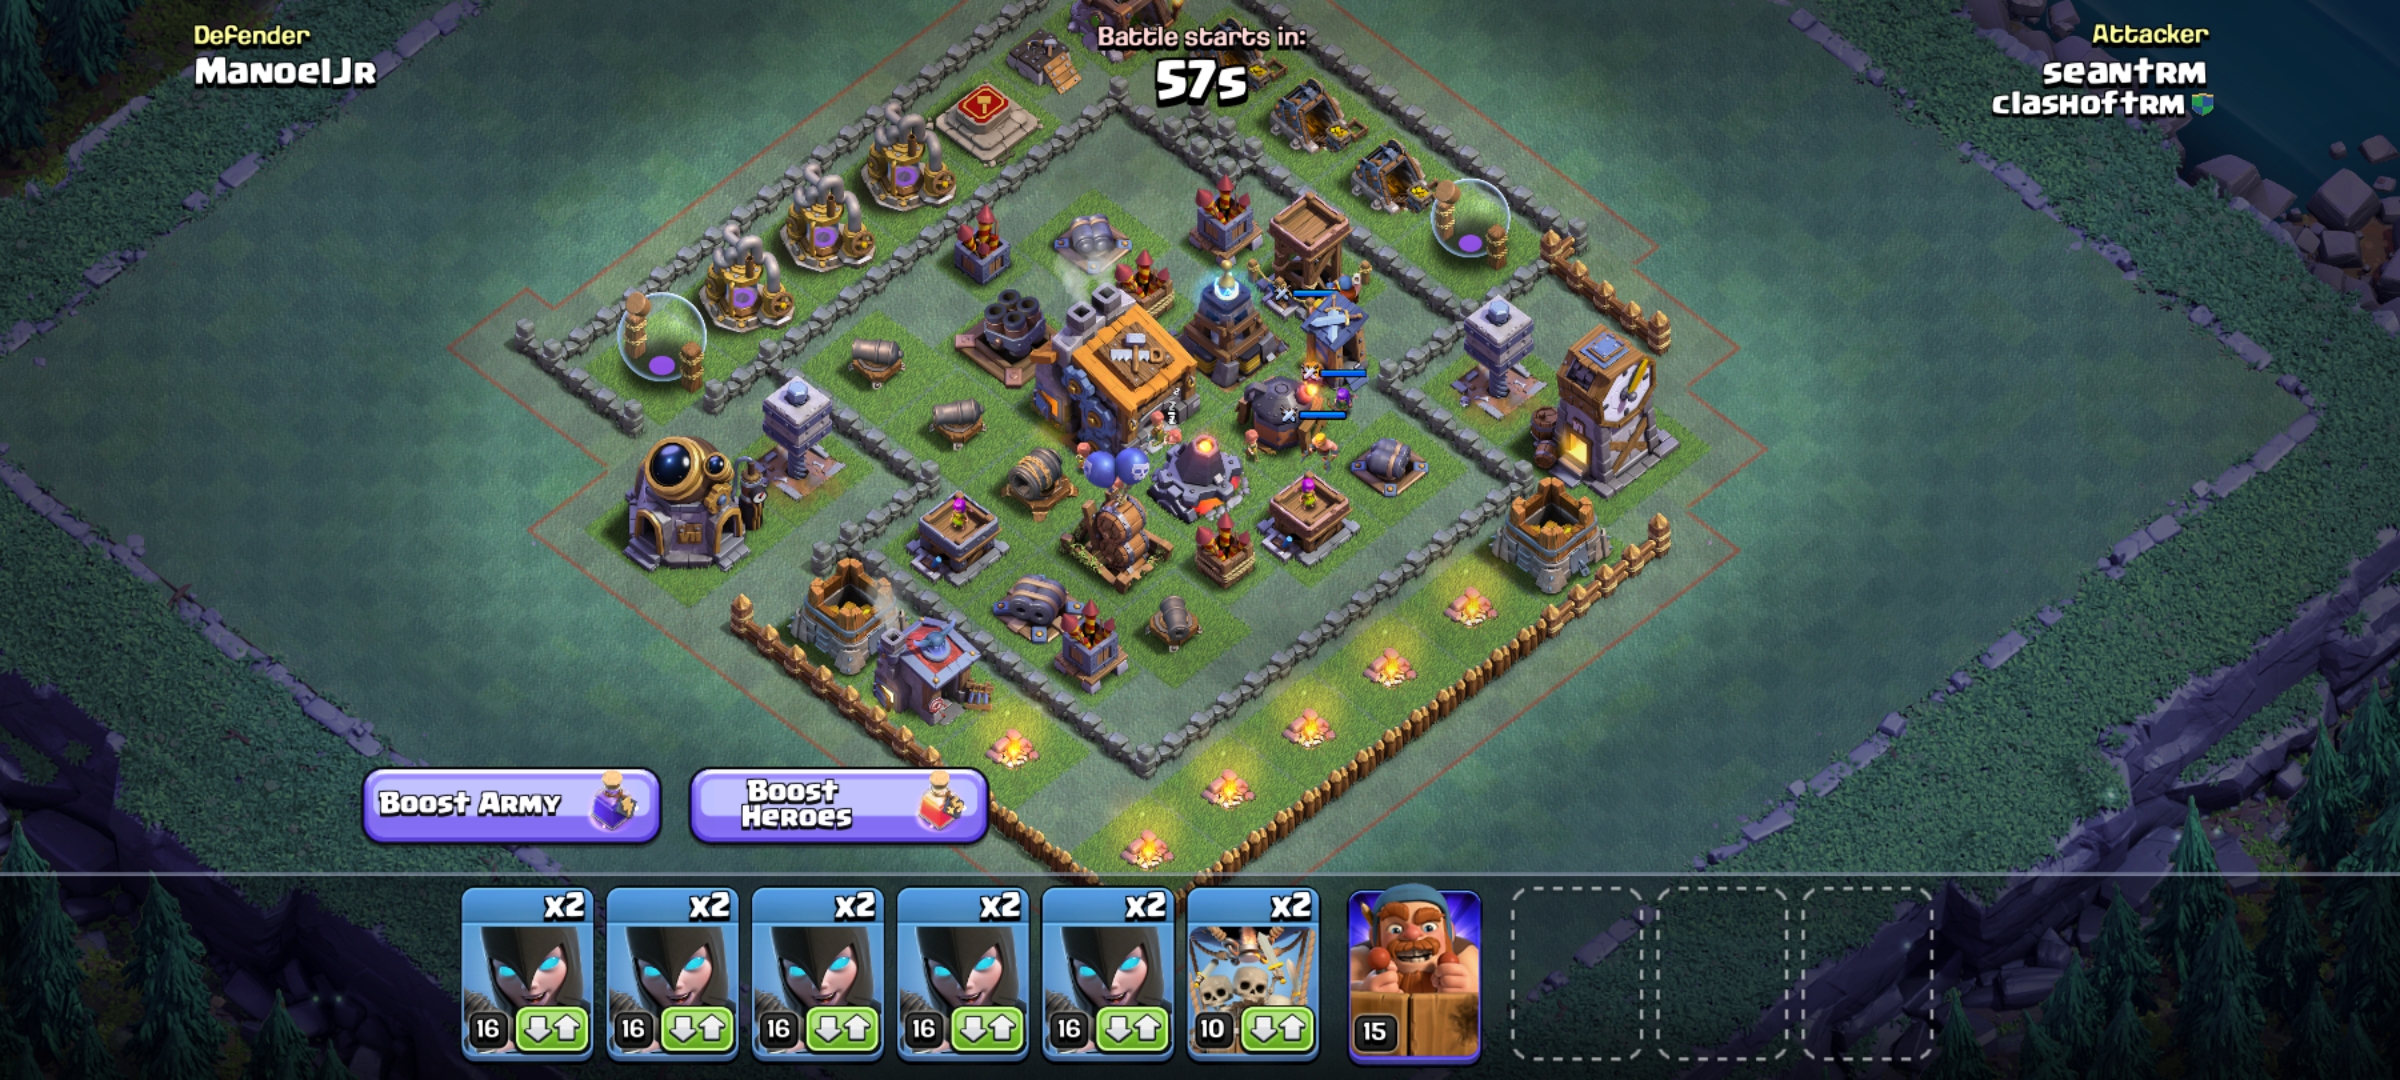 Defender
ManoelJr
Battle starts in:
57s
Attacker
seantRM
clashoftRM
Boost Army
Boost
Heroes
x2
x2
x2
x2
x2
x2
16
16
16
16
16
10
15